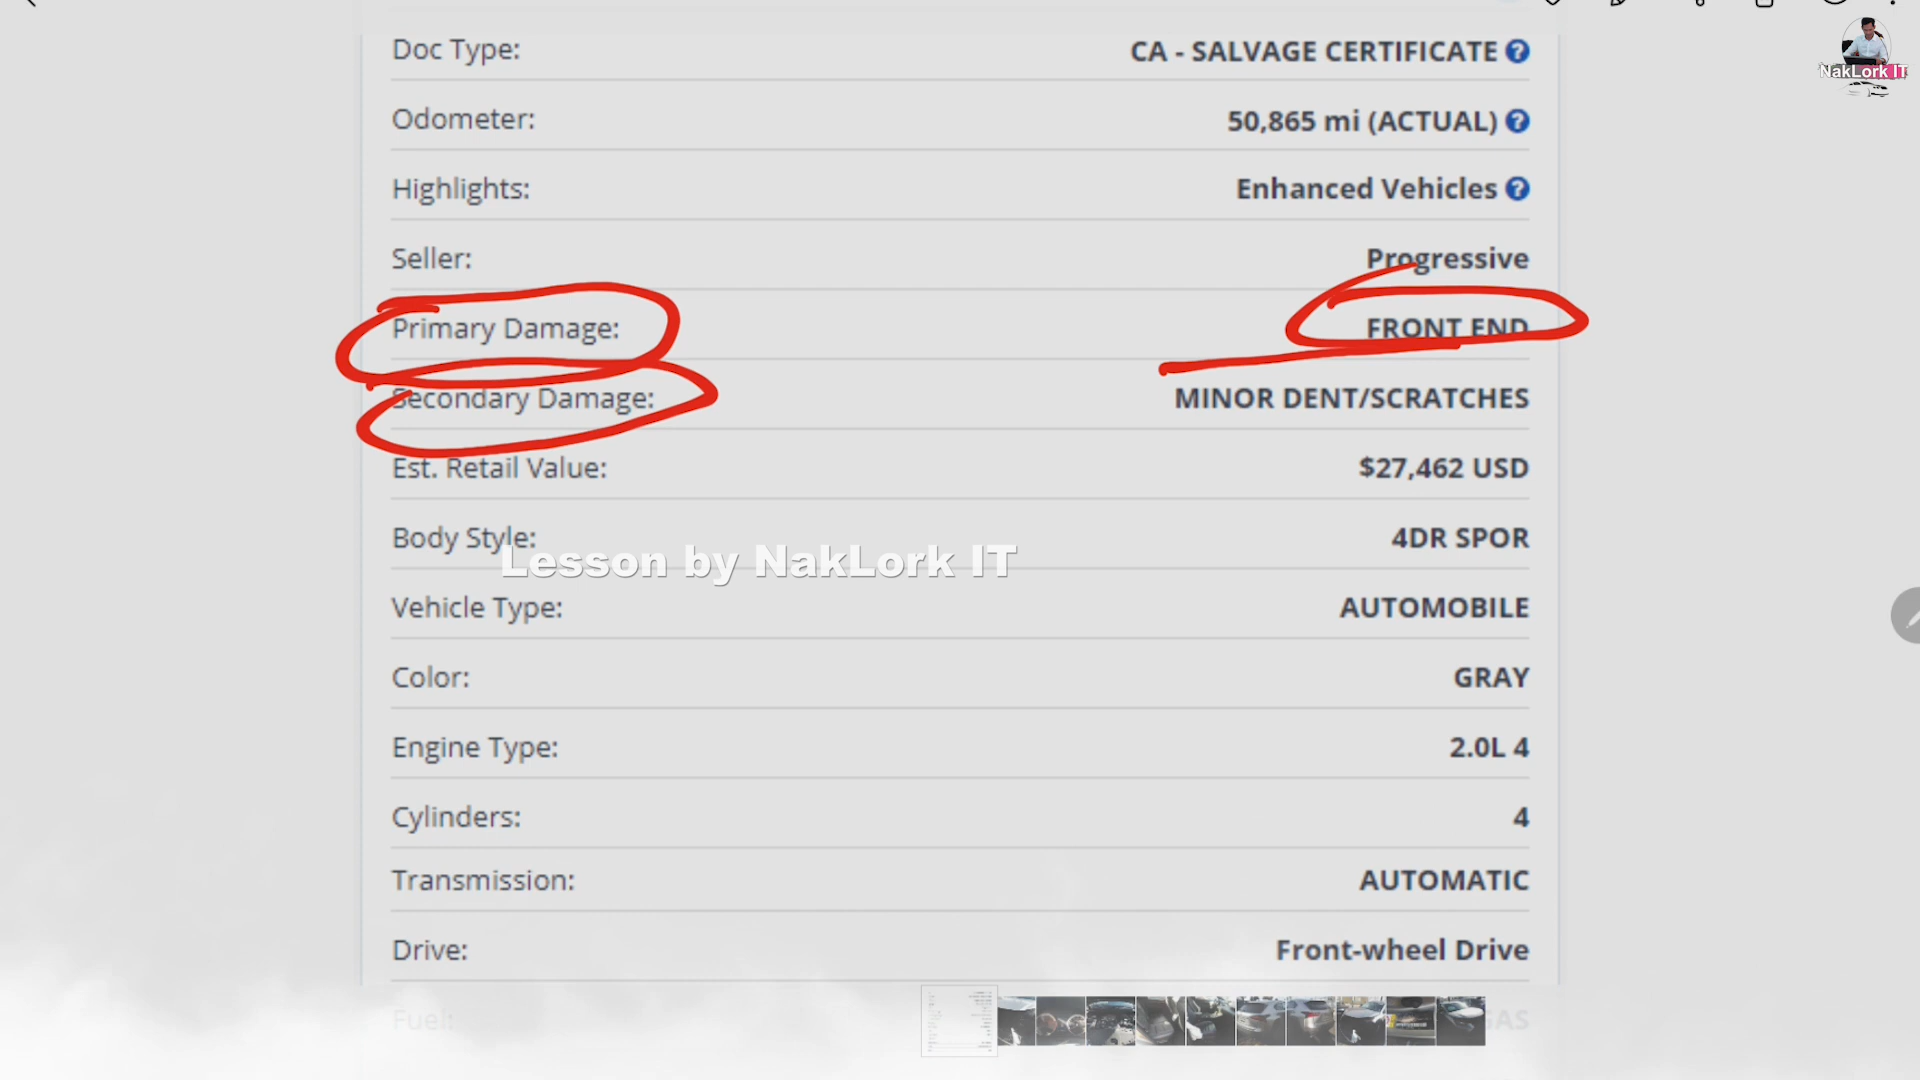 NakLork IT
Doc Type: CA - SALVAGE CERTIFICATE ?
Odometer: 50,865 mi (ACTUAL) ?
Highlights: Enhanced Vehicles ?
Seller: Progressive
Primary Damage: FRONT END
Secondary Damage: MINOR DENT/SCRATCHES
Est. Retail Value: $27,462 USD
Body Style: 4DR SPOR
Lesson by NakLork IT
Vehicle Type: AUTOMOBILE
Color: GRAY
Engine Type: 2.0L 4
Cylinders: 4
Transmission: AUTOMATIC
Drive: Front-wheel Drive
Fuel: GAS